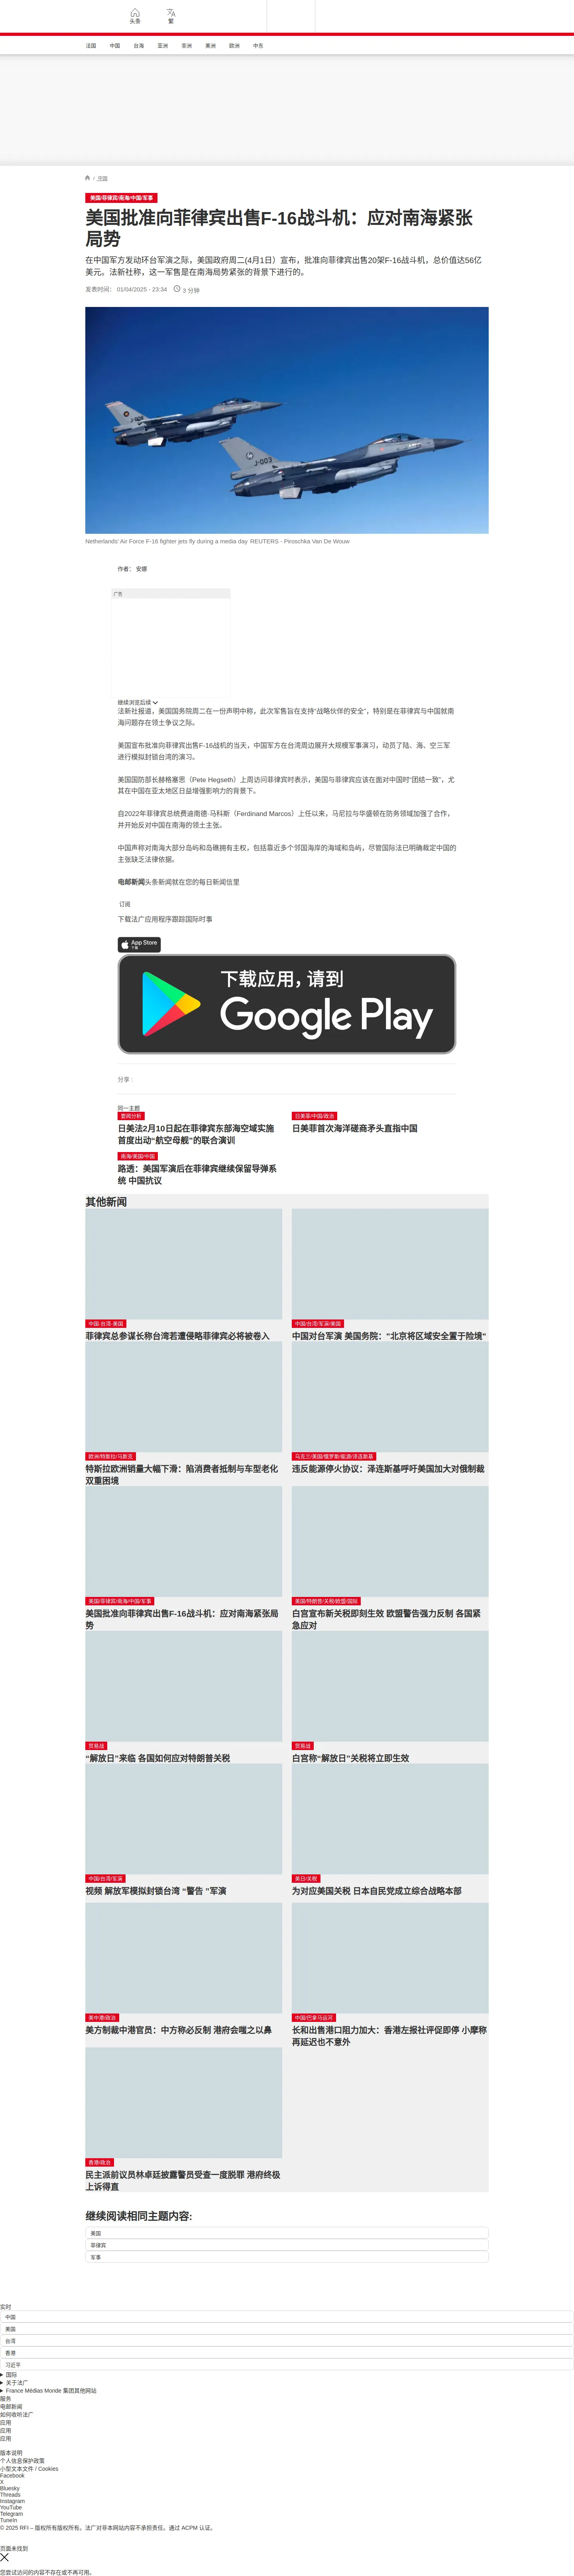 头条
繁
法国
中国
台海
亚洲
非洲
美洲
欧洲
中东
/ 中国
美国/菲律宾/南海/中国/军事
美国批准向菲律宾出售F-16战斗机：应对南海紧张
局势
在中国军方发动环台军演之际，美国政府周二(4月1日）宣布，批准向菲律宾出售20架F-16战斗机，总价值达56亿
美元。法新社称，这一军售是在南海局势紧张的背景下进行的。
发表时间： 01/04/2025 - 23:34
3 分钟
J-003
Netherlands' Air Force F-16 fighter jets fly during a media day REUTERS - Piroschka Van De Wouw
作者： 安娜
广告
继续浏览后续
法新社报道，美国国务院周二在一份声明中称，此次军售旨在支持“战略伙伴的安全”，特别是在菲律宾与中国就南
海问题存在领土争议之际。
美国宣布批准向菲律宾出售F-16战机的当天，中国军方在台湾周边展开大规模军事演习，动员了陆、海、空三军
进行模拟封锁台湾的演习。
美国国防部长赫格塞思（Pete Hegseth）上周访问菲律宾时表示，美国与菲律宾应该在面对中国时“团结一致”，尤
其在中国在亚太地区日益增强影响力的背景下。
自2022年菲律宾总统费迪南德·马科斯（Ferdinand Marcos）上任以来，马尼拉与华盛顿在防务领域加强了合作，
并开始反对中国在南海的领土主张。
中国声称对南海大部分岛屿和岛礁拥有主权，包括靠近多个邻国海岸的海域和岛屿，尽管国际法已明确裁定中国的
主张缺乏法律依据。
电邮新闻头条新闻就在您的每日新闻信里
订阅
下载法广应用程序跟踪国际时事
App Store
下载
下载应用，请到
Google Play
分享 :
同一主题
要闻分析
日美法2月10日起在菲律宾东部海空域实施
首度出动“航空母舰”的联合演训
日美菲/中国/政治
日美菲首次海洋磋商矛头直指中国
南海/美国/中国
路透：美国军演后在菲律宾继续保留导弹系
统 中国抗议
其他新闻
中国·台湾·美国
菲律宾总参谋长称台湾若遭侵略菲律宾必将被卷入
中国/台湾/军演/美国
中国对台军演 美国务院："北京将区域安全置于险境"
欧洲/特斯拉/马斯克
特斯拉欧洲销量大幅下滑：陷消费者抵制与车型老化
双重困境
乌克兰/美国/俄罗斯/能源/泽连斯基
违反能源停火协议：泽连斯基呼吁美国加大对俄制裁
美国/菲律宾/南海/中国/军事
美国批准向菲律宾出售F-16战斗机：应对南海紧张局
势
美国/特朗普/关税/欧盟/国际
白宫宣布新关税即刻生效 欧盟警告强力反制 各国紧
急应对
贸易战
“解放日”来临 各国如何应对特朗普关税
贸易战
白宫称“解放日”关税将立即生效
中国/台湾/军演
视频 解放军模拟封锁台湾 “警告 ”军演
美日/关税
为对应美国关税 日本自民党成立综合战略本部
美中港/政治
美方制裁中港官员：中方称必反制 港府会嗤之以鼻
中国/巴拿马运河
长和出售港口阻力加大：香港左报社评促即停 小摩称
再延迟也不意外
香港/政治
民主派前议员林卓廷披露警员受查一度脱罪 港府终极
上诉得直
继续阅读相同主题内容:
美国
菲律宾
军事
实时
中国
美国
台湾
香港
习近平
国际
关于法广
France Médias Monde 集团其他网站
服务
电邮新闻
如何收听法广
应用
应用
应用
版本说明
个人信息保护政策
小型文本文件 / Cookies
Facebook
X
Bluesky
Threads
Instagram
YouTube
Telegram
TuneIn
© 2025 RFI – 版权所有版权所有。法广对非本网站内容不承担责任。通过 ACPM 认证。
页面未找到
您尝试访问的内容不存在或不再可用。